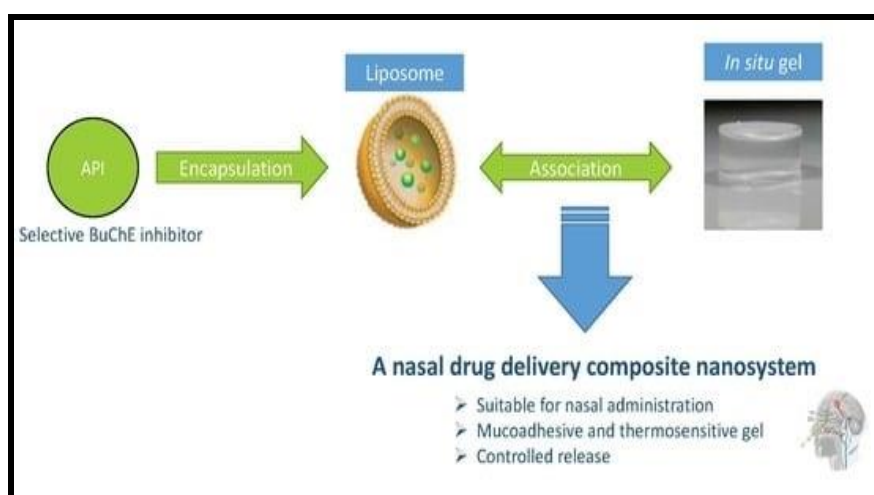 Liposome
In situ gel
API
Encapsulation
Association
Selective BuChE inhibitor
A nasal drug delivery composite nanosystem
➢ Suitable for nasal administration
➢ Mucoadhesive and thermosensitive gel
➢ Controlled release